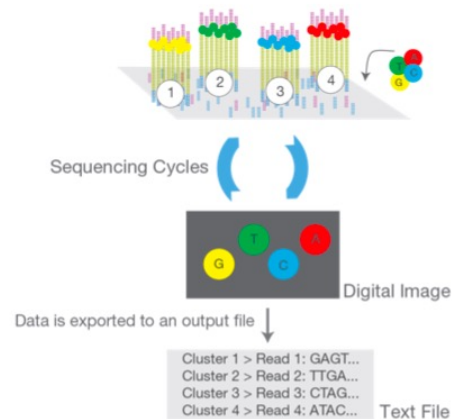 A
T
C
G
1
2
3
4
Sequencing Cycles
T
A
G
C
Digital Image
Data is exported to an output file
Cluster 1 > Read 1: GAGT...
Cluster 2 > Read 2: TTGA...
Cluster 3 > Read 3: CTAG...
Cluster 4 > Read 4: ATAC...
Text File